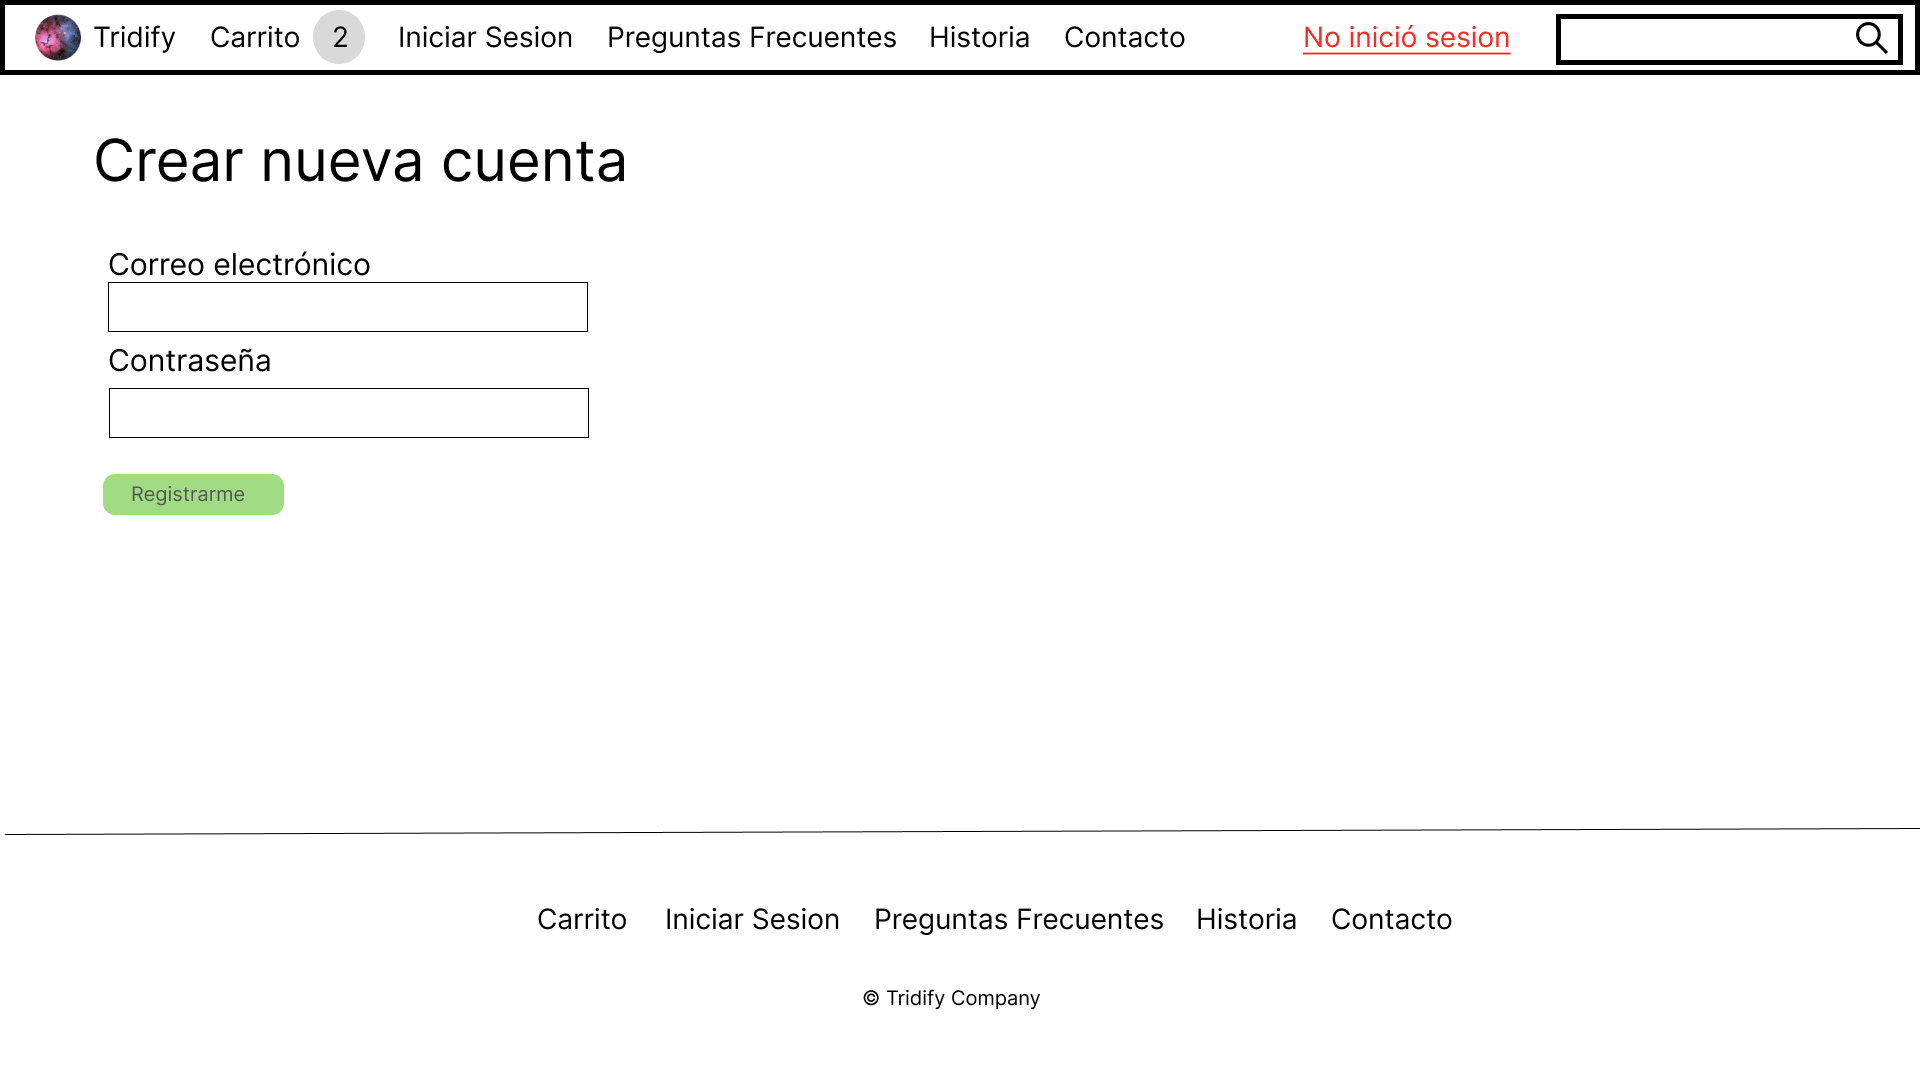 Tridify Carrito 2 Iniciar Sesion Preguntas Frecuentes Historia Contacto No inició sesion
Crear nueva cuenta
Correo electrónico
Contraseña
Registrarme
Carrito Iniciar Sesion Preguntas Frecuentes Historia Contacto
© Tridify Company